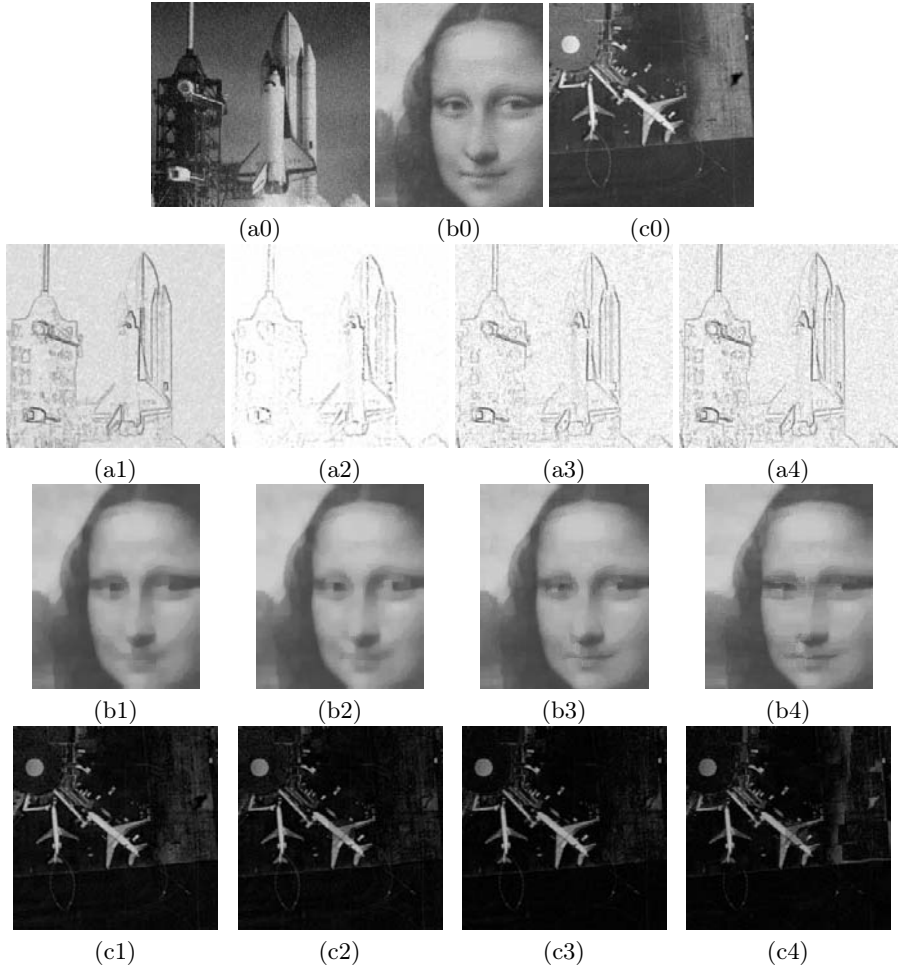 (a0) (b0) (c0)
(a1) (a2) (a3) (a4)
(b1) (b2) (b3) (b4)
(c1) (c2) (c3) (c4)